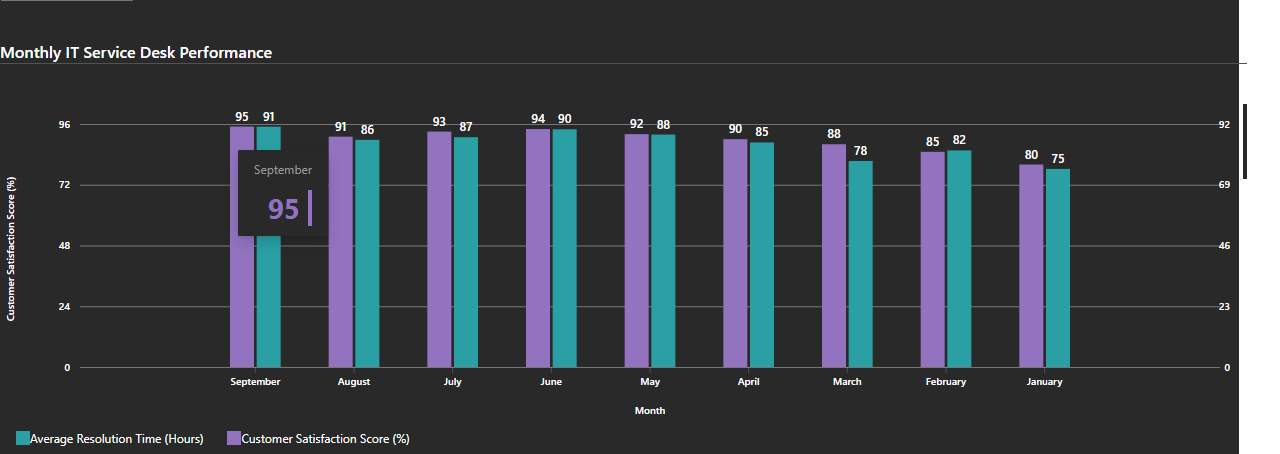 Monthly IT Service Desk Performance
95 91 91 86 93 87 94 90 92 88 90 85 88 78 85 82 80 75
96 92
September
95
72 69
48 46
24 23
0 0
Customer Satisfaction Score (%)
September August July June May April March February January
Month
Average Resolution Time (Hours) Customer Satisfaction Score (%)